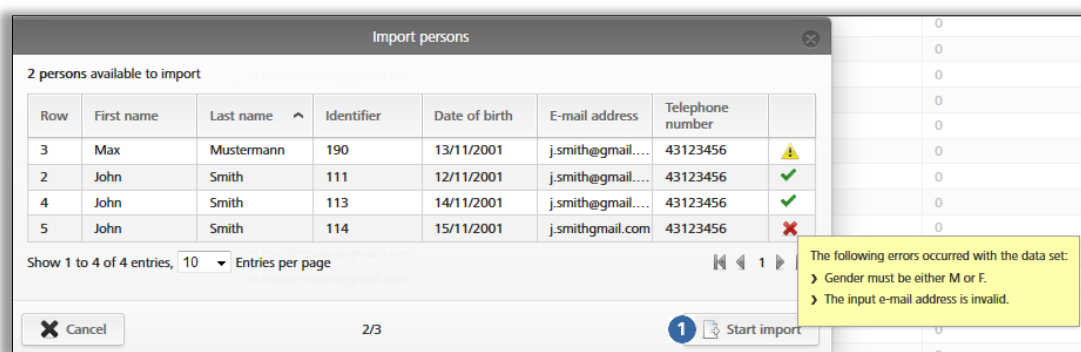 Import persons
2 persons available to import
Row First name Last name Identifier Date of birth E-mail address Telephone number
3 Max Mustermann 190 13/11/2001 j.smith@gmail.... 43123456
2 John Smith 111 12/11/2001 j.smith@gmail.... 43123456
4 John Smith 113 14/11/2001 j.smith@gmail.... 43123456
5 John Smith 114 15/11/2001 j.smithgmail.com 43123456
Show 1 to 4 of 4 entries, 10 Entries per page 1
The following errors occurred with the data set:
Gender must be either M or F.
The input e-mail address is invalid.
Cancel 2/3 1 Start import
0
0
0
0
0
0
0
0
0
0